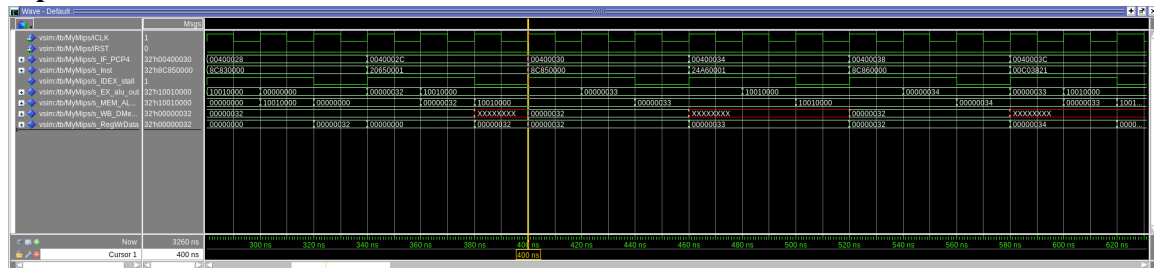 Wave - Default
Msgs
vsim:/tb/MyMips/iCLK 1
vsim:/tb/MyMips/iRST 0
vsim:/tb/MyMips/s_IF_PCP4 32'h00400030 00400028 0040002C 00400030 00400034 00400038 0040003C
vsim:/tb/MyMips/s_Inst 32'h8C850000 8C830000 20650001 8C850000 24A60001 8C860000 00C03821
vsim:/tb/MyMips/s_IDEX_stall 1
vsim:/tb/MyMips/s_EX_alu_out 32'h10010000 10010000 00000000 00000032 10010000 00000033 10010000 00000034 00000033 10010000
vsim:/tb/MyMips/s_MEM_AL... 32'h10010000 00000000 10010000 00000000 00000032 10010000 00000033 10010000 00000034 00000033 1001...
vsim:/tb/MyMips/s_WB_DMe... 32'h00000032 00000032 XXXXXXXX 00000032 XXXXXXXX 00000032 XXXXXXXX
vsim:/tb/MyMips/s_RegWrData 32'h00000032 00000000 00000032 00000000 00000032 00000032 00000033 00000032 00000034 0000...
Now 3260 ns 300 ns 320 ns 340 ns 360 ns 380 ns 400 ns 420 ns 440 ns 460 ns 480 ns 500 ns 520 ns 540 ns 560 ns 580 ns 600 ns 620 ns
Cursor 1 400 ns 400 ns